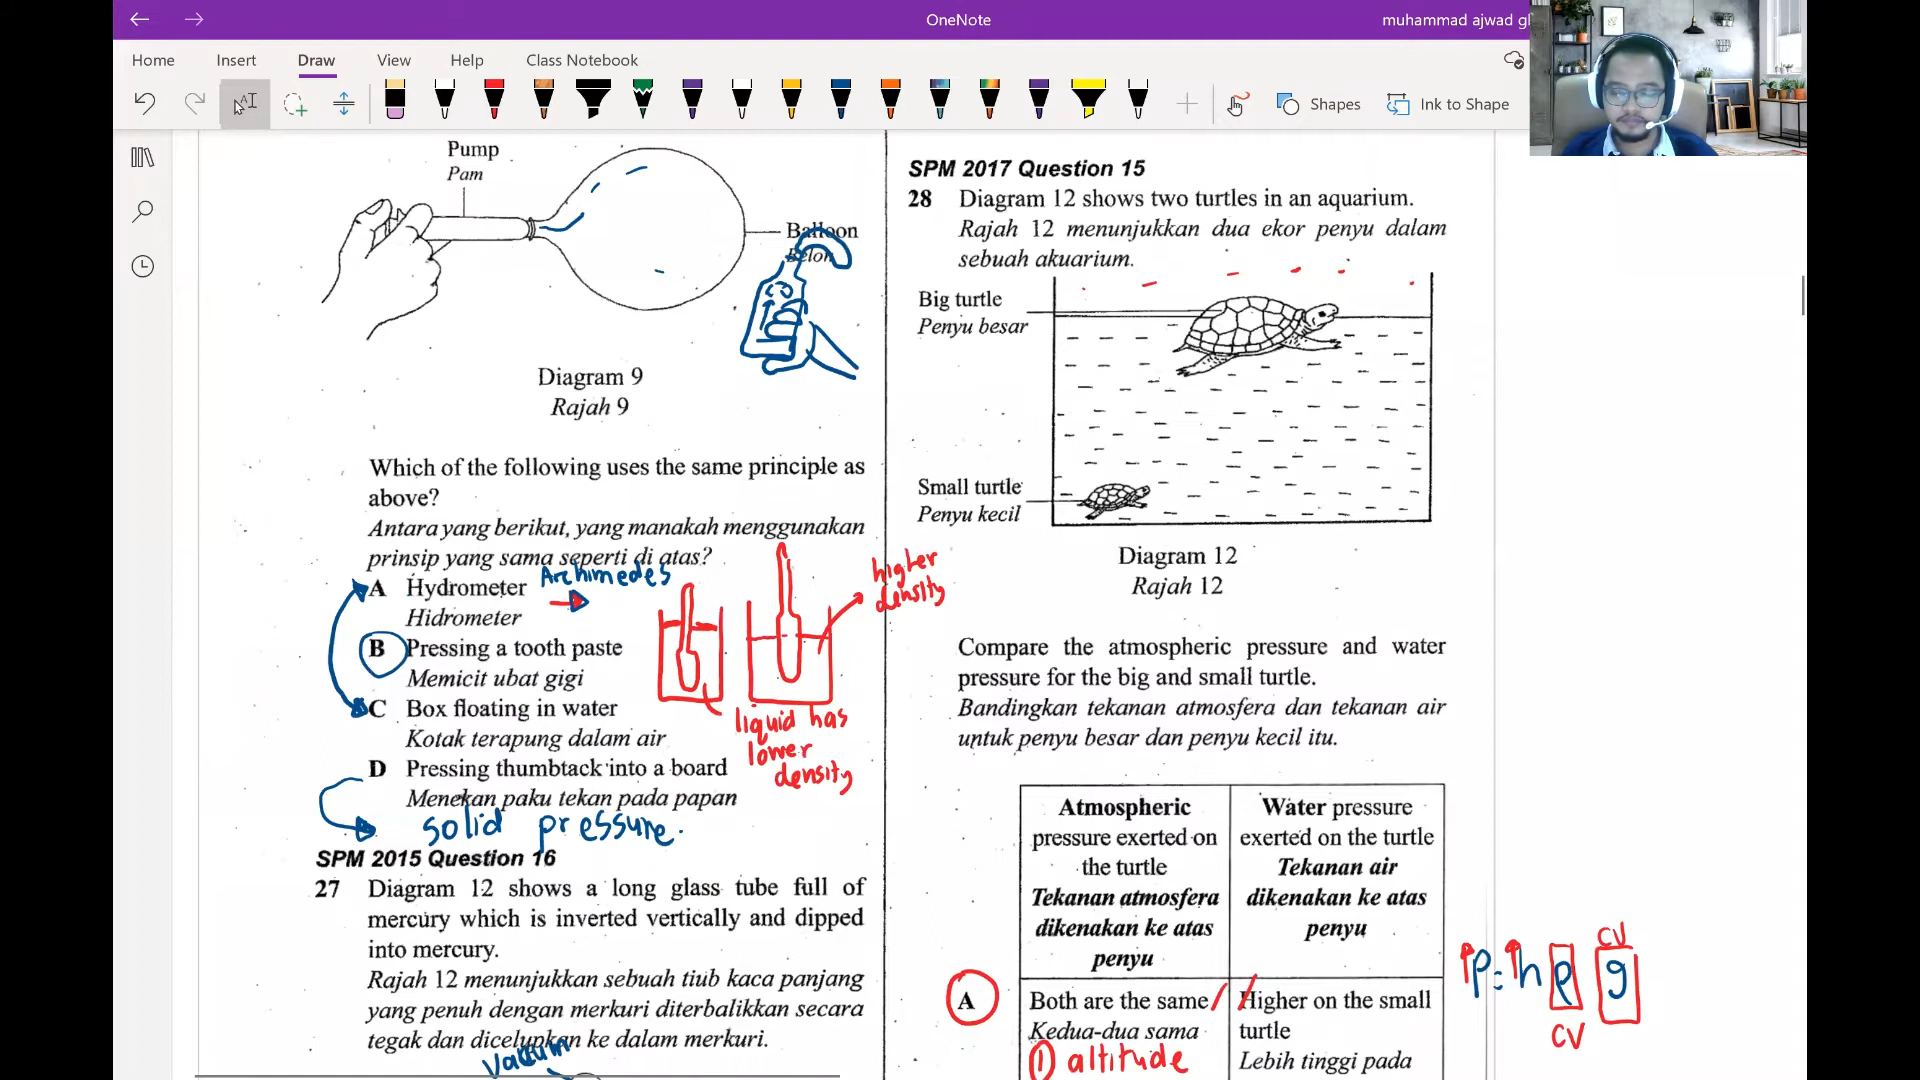 OneNote
muhammad ajwad
Home Insert Draw View Help Class Notebook
Shapes Ink to Shape
Pump
Pam
Balloon
Belon
Diagram 9
Rajah 9
Which of the following uses the same principle as
above?
Antara yang berikut, yang manakah menggunakan
prinsip yang sama seperti di atas?
A Hydrometer Archimedes
Hidrometer
B Pressing a tooth paste
Memicit ubat gigi
C Box floating in water
Kotak terapung dalam air
D Pressing thumbtack into a board
Menekan paku tekan pada papan
solid pressure.
higher
density
liquid has
lower
density
SPM 2015 Question 16
27 Diagram 12 shows a long glass tube full of
mercury which is inverted vertically and dipped
into mercury.
Rajah 12 menunjukkan sebuah tiub kaca panjang
yang penuh dengan merkuri diterbalikkan secara
tegak dan dicelupkan ke dalam merkuri.
SPM 2017 Question 15
28 Diagram 12 shows two turtles in an aquarium.
Rajah 12 menunjukkan dua ekor penyu dalam
sebuah akuarium.
Big turtle
Penyu besar
Small turtle
Penyu kecil
Diagram 12
Rajah 12
Compare the atmospheric pressure and water
pressure for the big and small turtle.
Bandingkan tekanan atmosfera dan tekanan air
untuk penyu besar dan penyu kecil itu.
Atmospheric
pressure exerted on
the turtle
Tekanan atmosfera
dikenakan ke atas
penyu
Water pressure
exerted on the turtle
Tekanan air
dikenakan ke atas
penyu
A Both are the same
Kedua-dua sama
① altitude
Higher on the small
turtle
Lebih tinggi pada
CV
↑P = ↑h ρ g
CV